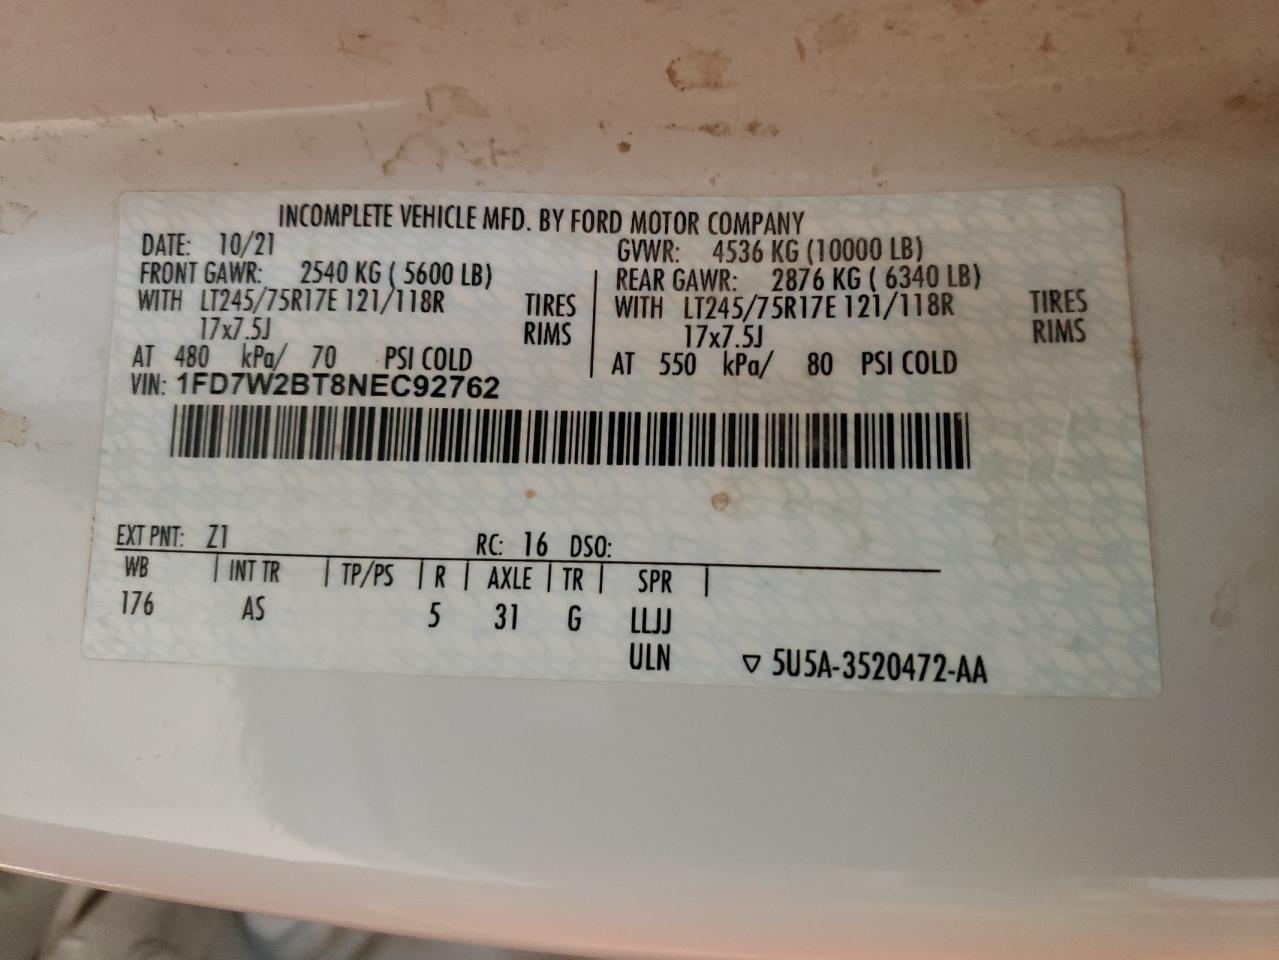 INCOMPLETE VEHICLE MFD. BY FORD MOTOR COMPANY
DATE: 10/21 GVWR: 4536 KG (10000 LB)
FRONT GAWR: 2540 KG ( 5600 LB) REAR GAWR: 2876 KG ( 6340 LB)
WITH LT245/75R17E 121/118R TIRES WITH LT245/75R17E 121/118R TIRES
17x7.5J RIMS 17x7.5J RIMS
AT 480 kPa/ 70 PSI COLD AT 550 kPa/ 80 PSI COLD
VIN: 1FD7W2BT8NEC92762
EXT PNT: Z1 RC: 16 DSO:
WB | INT TR | TP/PS | R | AXLE | TR | SPR |
176 AS 5 31 G LLJJ
ULN ▽ 5U5A-3520472-AA